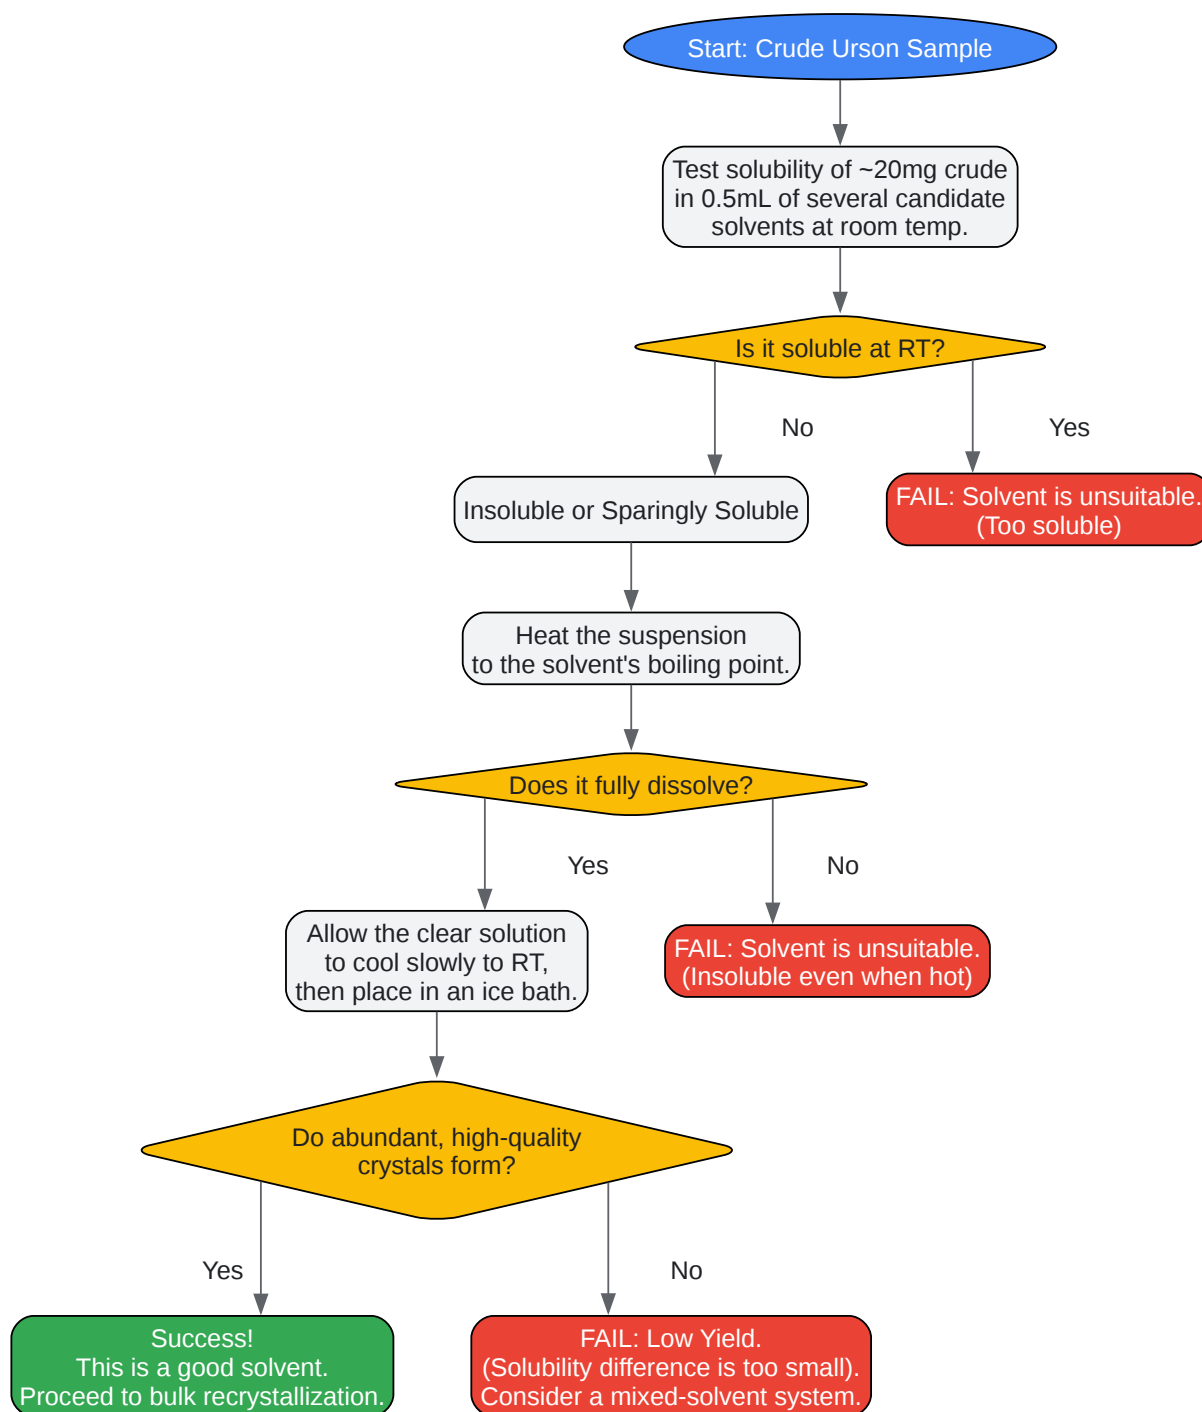 Start: Crude Urson Sample
Test solubility of ~20mg crude
in 0.5mL of several candidate
solvents at room temp.
Is it soluble at RT?
No
Yes
Insoluble or Sparingly Soluble
FAIL: Solvent is unsuitable.
(Too soluble)
Heat the suspension
to the solvent's boiling point.
Does it fully dissolve?
Yes
No
Allow the clear solution
to cool slowly to RT,
then place in an ice bath.
FAIL: Solvent is unsuitable.
(Insoluble even when hot)
Do abundant, high-quality
crystals form?
Yes
No
Success!
This is a good solvent.
Proceed to bulk recrystallization.
FAIL: Low Yield.
(Solubility difference is too small).
Consider a mixed-solvent system.